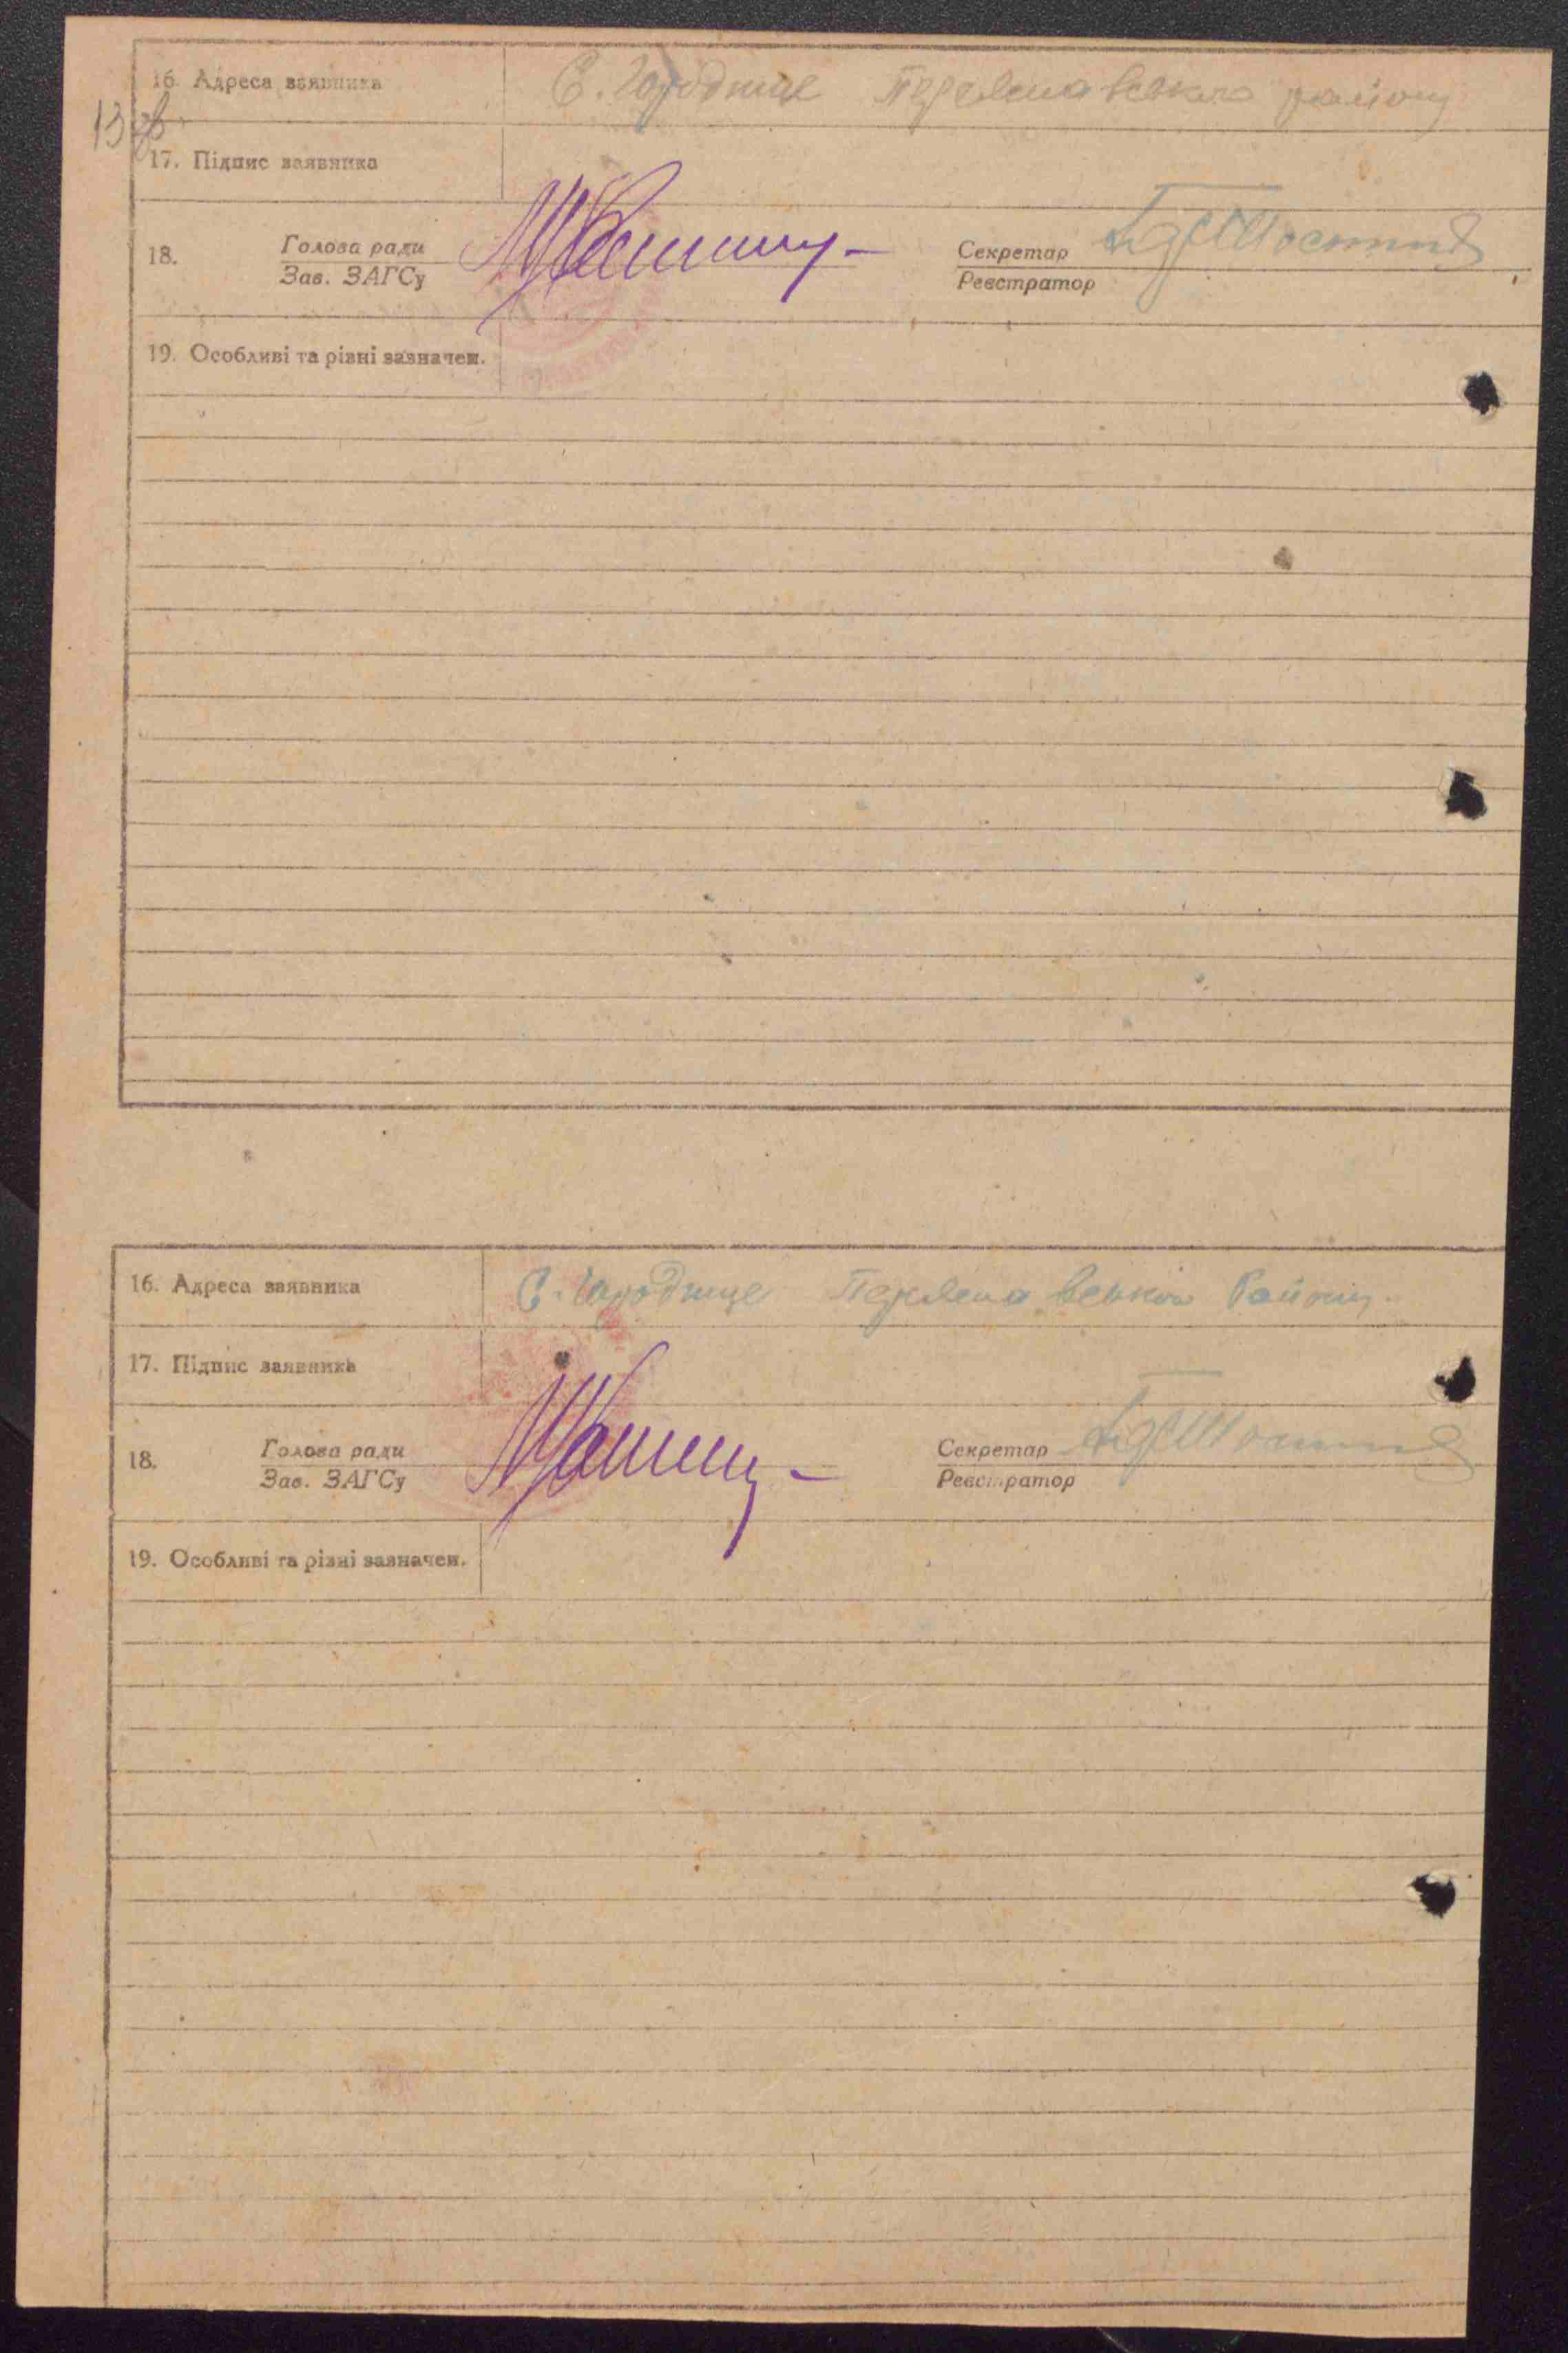 16. Адреса заявника С. Городище району
13 зв.
17. Підпис заявника
Голова ради Секретар
18.
Зав. ЗАГСу Реєстратор
19. Особливі та різні зазначен.
16. Адреса заявника С. Городище Району
17. Підпис заявника
Голова ради Секретар
18.
Зав. ЗАГСу Реєстратор
19. Особливі та різні зазначен.